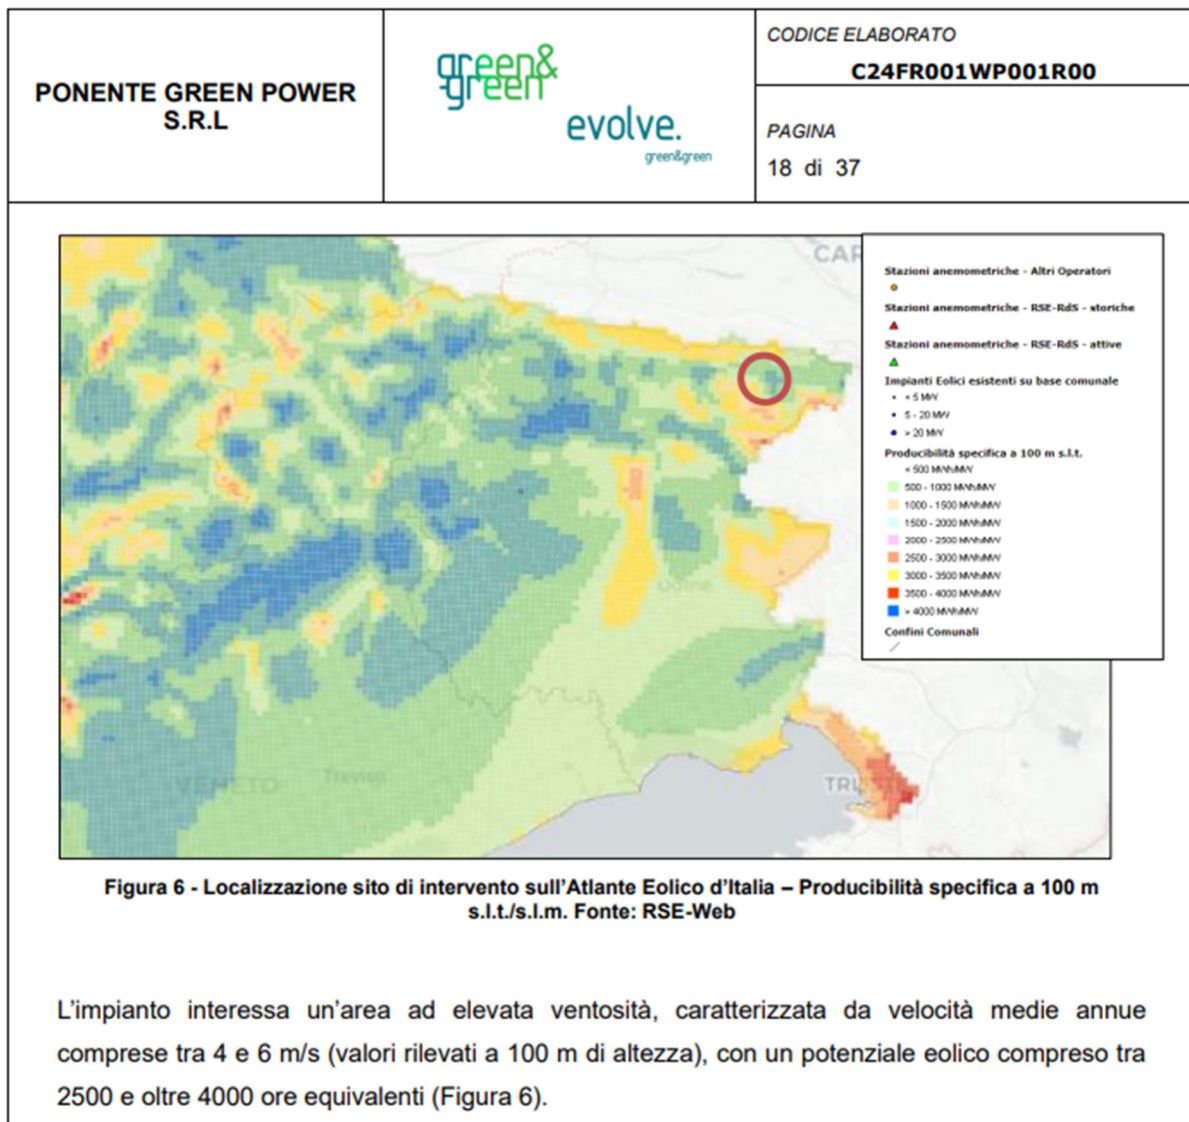 PONENTE GREEN POWER
S.R.L
green&
green
evolve.
green&green
CODICE ELABORATO
C24FR001WP001R00
PAGINA
18 di 37
CAR
Udine
VENETO
Treviso
Stazioni anemometriche - Altri Operatori
Stazioni anemometriche - RSE-RdS - storiche
Stazioni anemometriche - RSE-RdS - attive
Impianti Eolici esistenti su base comunale
< 5 MW
5 - 20 MW
> 20 MW
Producibilità specifica a 100 m s.l.t.
< 500 MWh/MW
500 - 1000 MWh/MW
1000 - 1500 MWh/MW
1500 - 2000 MWh/MW
2000 - 2500 MWh/MW
2500 - 3000 MWh/MW
3000 - 3500 MWh/MW
3500 - 4000 MWh/MW
> 4000 MWh/MW
Confini Comunali
Figura 6 - Localizzazione sito di intervento sull'Atlante Eolico d'Italia – Producibilità specifica a 100 m
s.l.t./s.l.m. Fonte: RSE-Web
L'impianto interessa un'area ad elevata ventosità, caratterizzata da velocità medie annue
comprese tra 4 e 6 m/s (valori rilevati a 100 m di altezza), con un potenziale eolico compreso tra
2500 e oltre 4000 ore equivalenti (Figura 6).